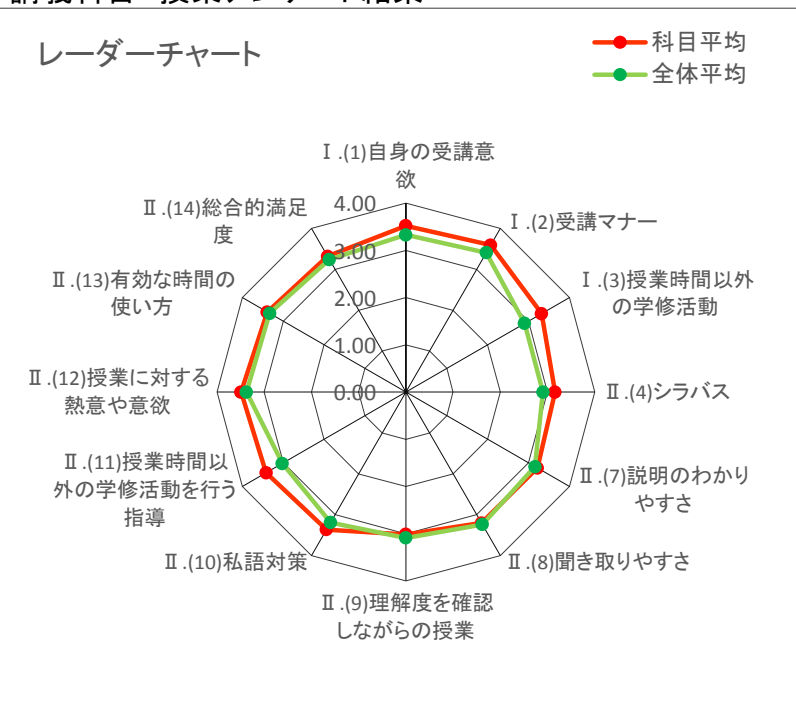 レーダーチャート
科目平均
全体平均
Ⅰ.(1)自身の受講意
欲
Ⅰ.(2)受講マナー
Ⅰ.(3)授業時間以外
の学修活動
Ⅱ.(4)シラバス
Ⅱ.(7)説明のわかり
やすさ
Ⅱ.(8)聞き取りやすさ
Ⅱ.(9)理解度を確認
しながらの授業
Ⅱ.(10)私語対策
Ⅱ.(11)授業時間以
外の学修活動を行う
指導
Ⅱ.(12)授業に対する
熱意や意欲
Ⅱ.(13)有効な時間の
使い方
Ⅱ.(14)総合的満足
度
4.00
3.00
2.00
1.00
0.00